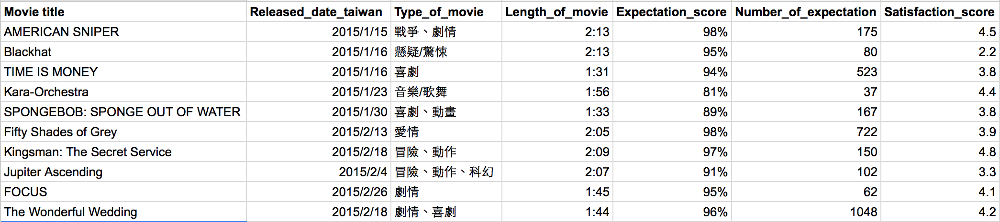 Movie title Released_date_taiwan Type_of_movie Length_of_movie Expectation_score Number_of_expectation Satisfaction_score
AMERICAN SNIPER 2015/1/15 戰爭、劇情 2:13 98% 175 4.5
Blackhat 2015/1/16 懸疑/驚悚 2:13 95% 80 2.2
TIME IS MONEY 2015/1/16 喜劇 1:31 94% 523 3.8
Kara-Orchestra 2015/1/23 音樂/歌舞 1:56 81% 37 4.4
SPONGEBOB: SPONGE OUT OF WATER 2015/1/30 喜劇、動畫 1:33 89% 167 3.8
Fifty Shades of Grey 2015/2/13 愛情 2:05 98% 722 3.9
Kingsman: The Secret Service 2015/2/18 冒險、動作 2:09 97% 150 4.8
Jupiter Ascending 2015/2/4 冒險、動作、科幻 2:07 91% 102 3.3
FOCUS 2015/2/26 劇情 1:45 95% 62 4.1
The Wonderful Wedding 2015/2/18 劇情、喜劇 1:44 96% 1048 4.2